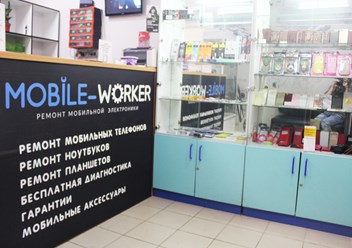 MOBILE-WORKER
РЕМОНТ МОБИЛЬНОЙ ЭЛЕКТРОНИКИ
РЕМОНТ МОБИЛЬНЫХ ТЕЛЕФОНОВ
РЕМОНТ НОУТБУКОВ
РЕМОНТ ПЛАНШЕТОВ
БЕСПЛАТНАЯ ДИАГНОСТИКА
ГАРАНТИИ
МОБИЛЬНЫЕ АКСЕССУАРЫ